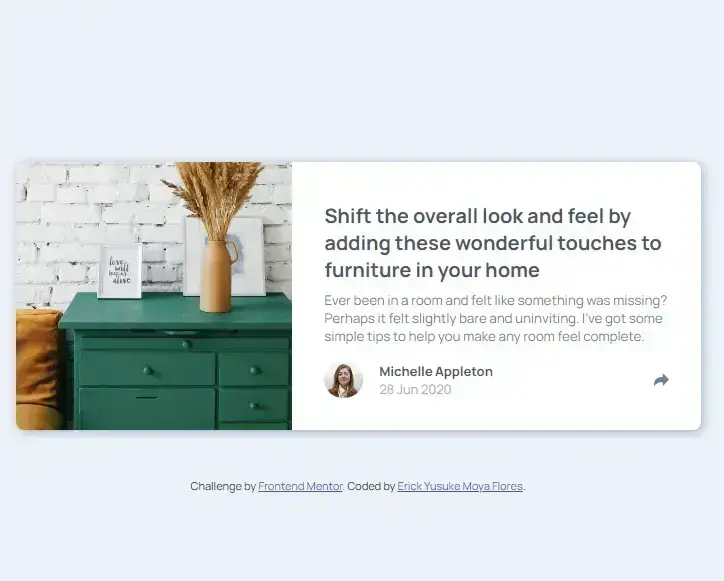 love
will
begins
alive
Shift the overall look and feel by
adding these wonderful touches to
furniture in your home
Ever been in a room and felt like something was missing?
Perhaps it felt slightly bare and uninviting. I've got some
simple tips to help you make any room feel complete.
Michelle Appleton
28 Jun 2020
Challenge by Frontend Mentor. Coded by Erick Yusuke Moya Flores.